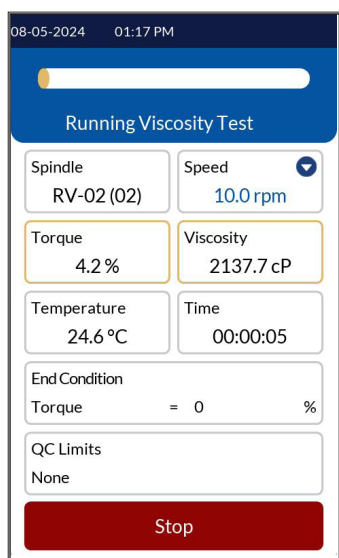 08-05-2024 01:17 PM
Running Viscosity Test
Spindle
RV-02 (02)
Speed
10.0 rpm
Torque
4.2 %
Viscosity
2137.7 cP
Temperature
24.6 °C
Time
00:00:05
End Condition
Torque = 0 %
QC Limits
None
Stop